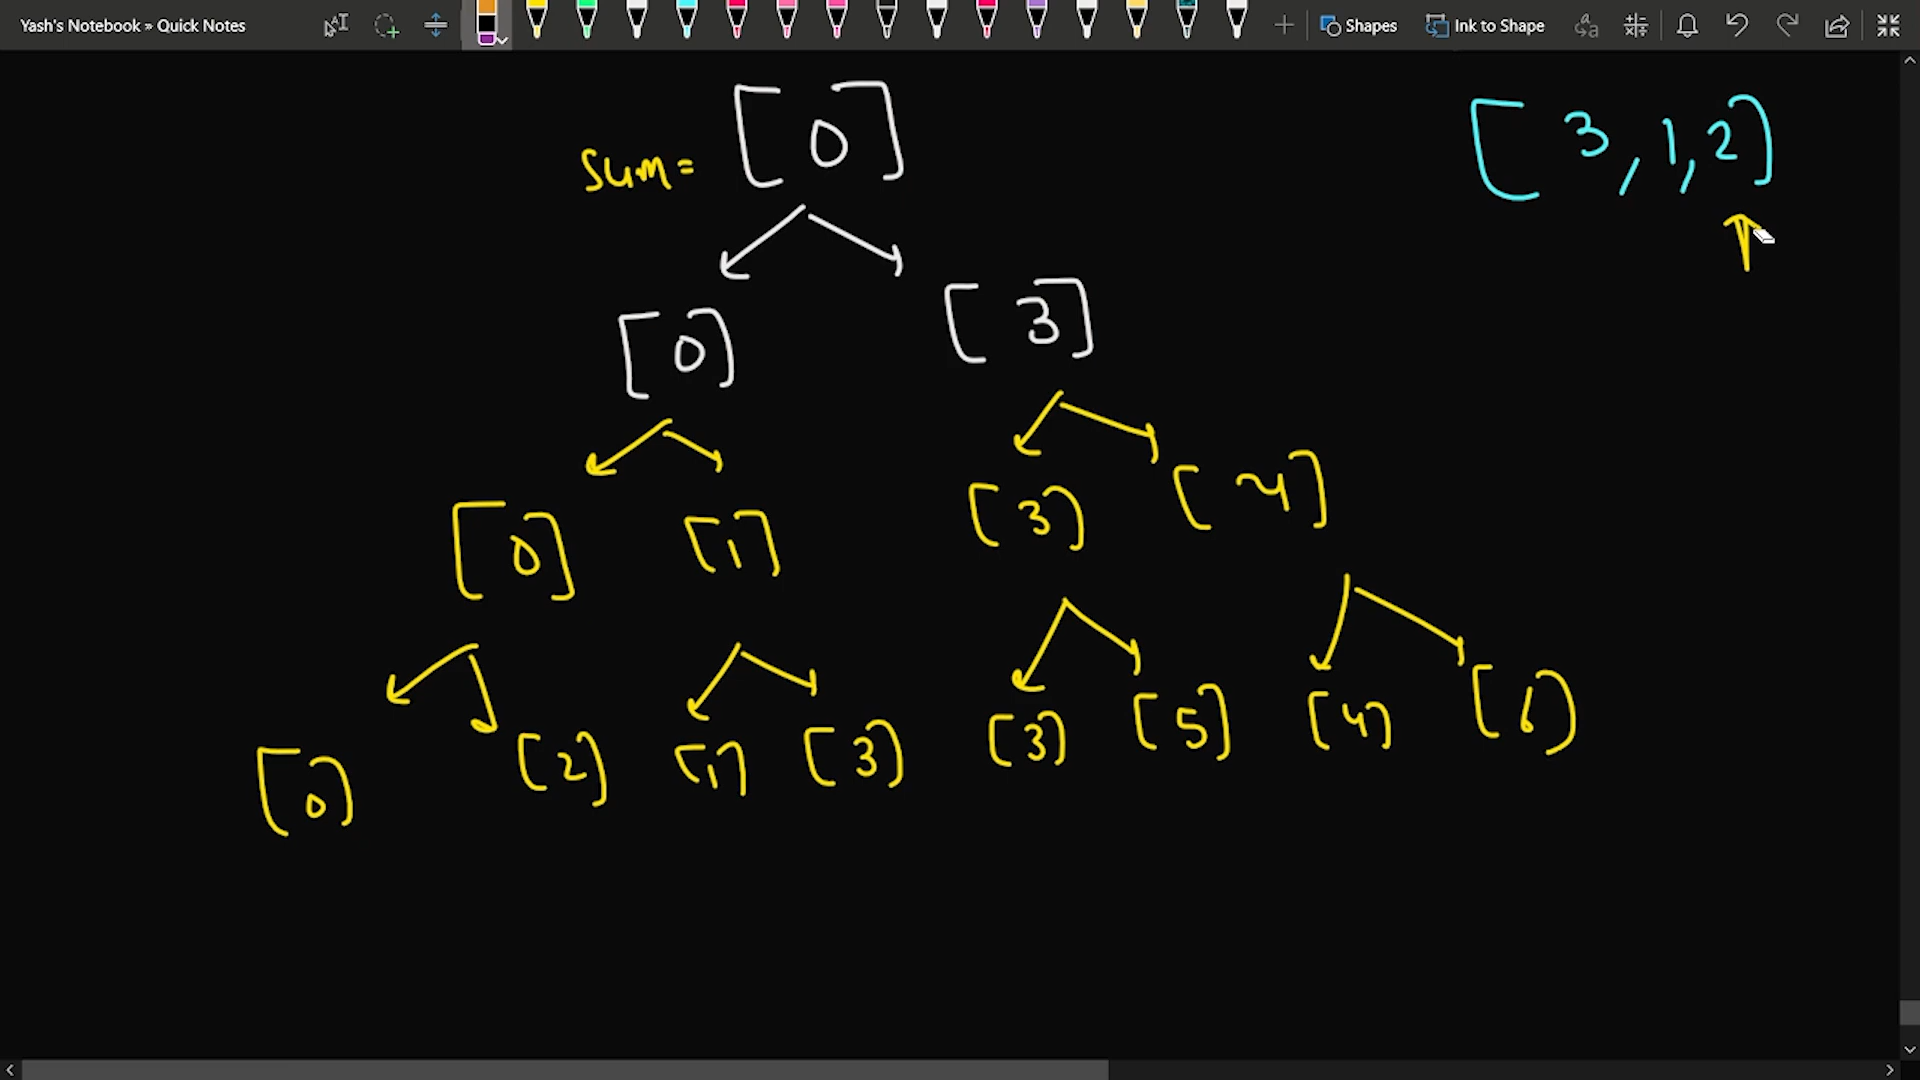 Yash's Notebook » Quick Notes
Shapes
Ink to Shape
sum= [ 0 ]
[ 3, 1, 2 ]
[ 0 ] [ 3 ]
[ 0 ] [ 1 ] [ 3 ] [ 4 ]
[ 0 ] [ 2 ] [ 1 ] [ 3 ] [ 3 ] [ 5 ] [ 4 ] [ 6 ]